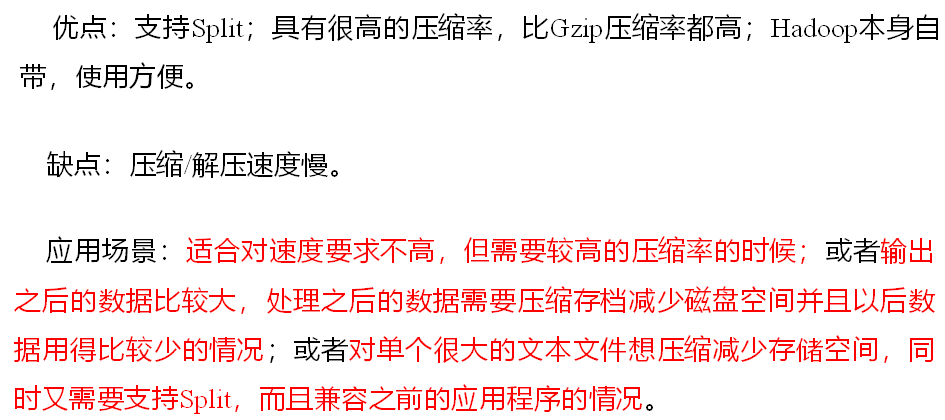 优点：支持Split；具有很高的压缩率，比Gzip压缩率都高；Hadoop本身自
带，使用方便。
缺点：压缩/解压速度慢。
应用场景：适合对速度要求不高，但需要较高的压缩率的时候；或者输出
之后的数据比较大，处理之后的数据需要压缩存档减少磁盘空间并且以后数
据用得比较少的情况；或者对单个很大的文本文件想压缩减少存储空间，同
时又需要支持Split，而且兼容之前的应用程序的情况。